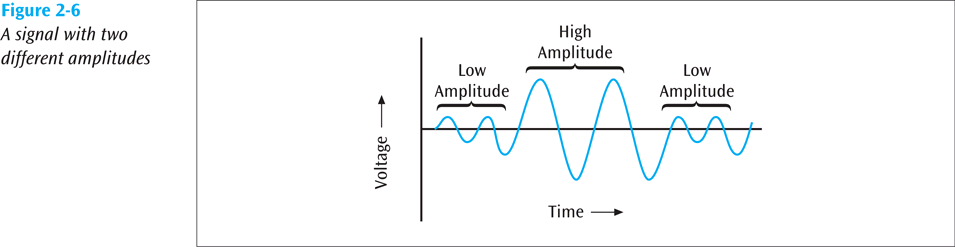 Figure 2-6
A signal with two
different amplitudes
High
Amplitude
Low
Amplitude
Low
Amplitude
Voltage
Time